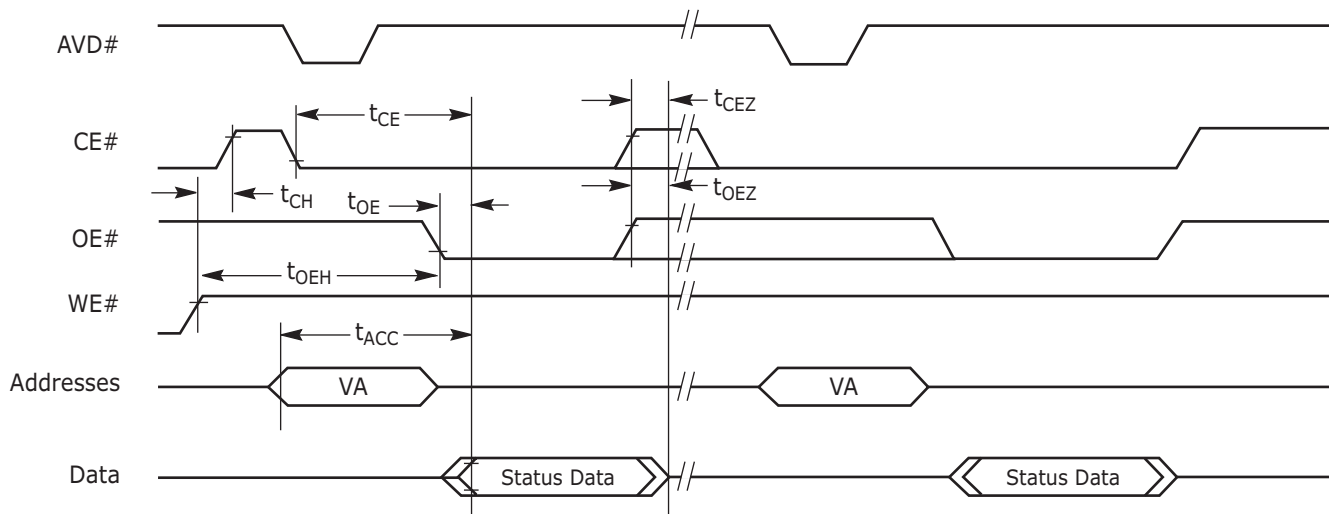 AVD#
tCEZ
tCE
CE#
tCH
tOE
tOEZ
OE#
tOEH
WE#
tACC
Addresses
VA
VA
Data
Status Data
Status Data